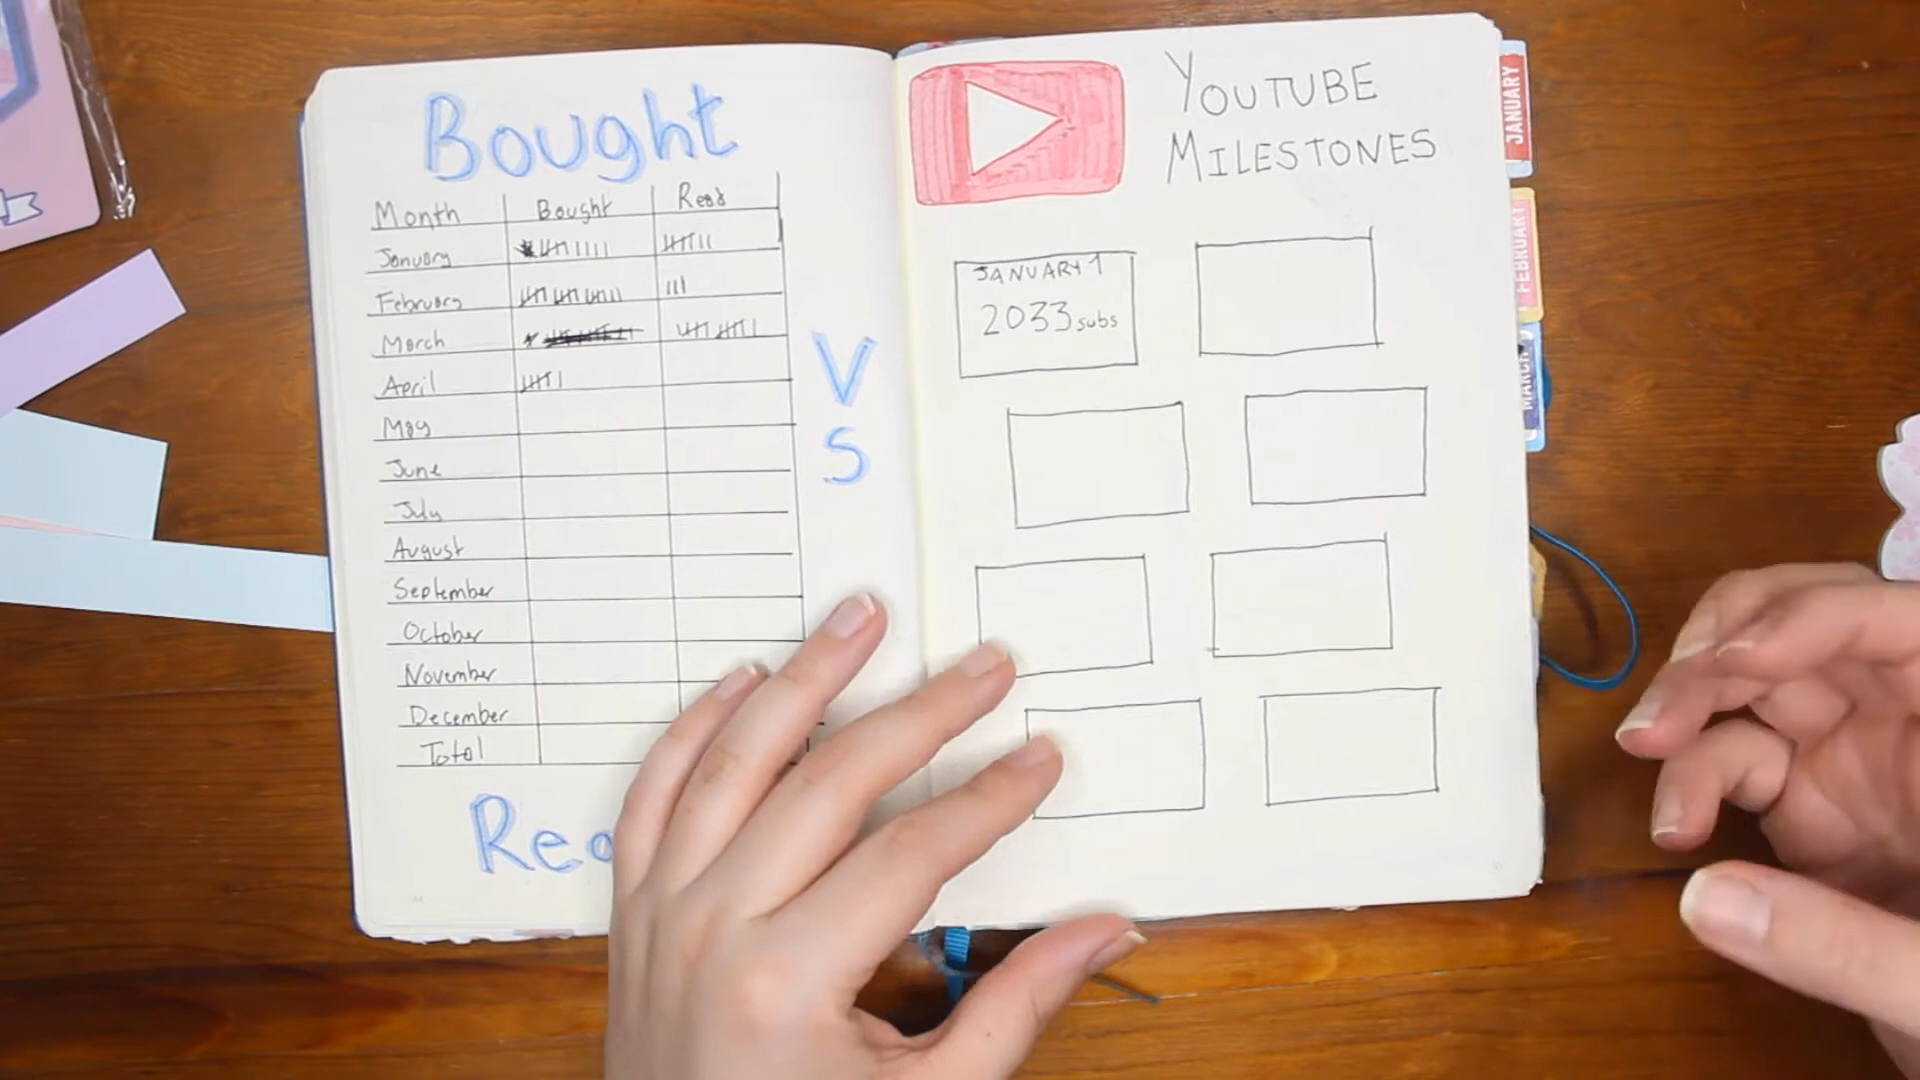 Bought
Month Bought Read
January
February
March
April
May
June
July
August
September
October
November
December
Total
V
S
YOUTUBE
MILESTONES
JANUARY 1
2033 subs
JANUARY
FEBRUARY
MARCH